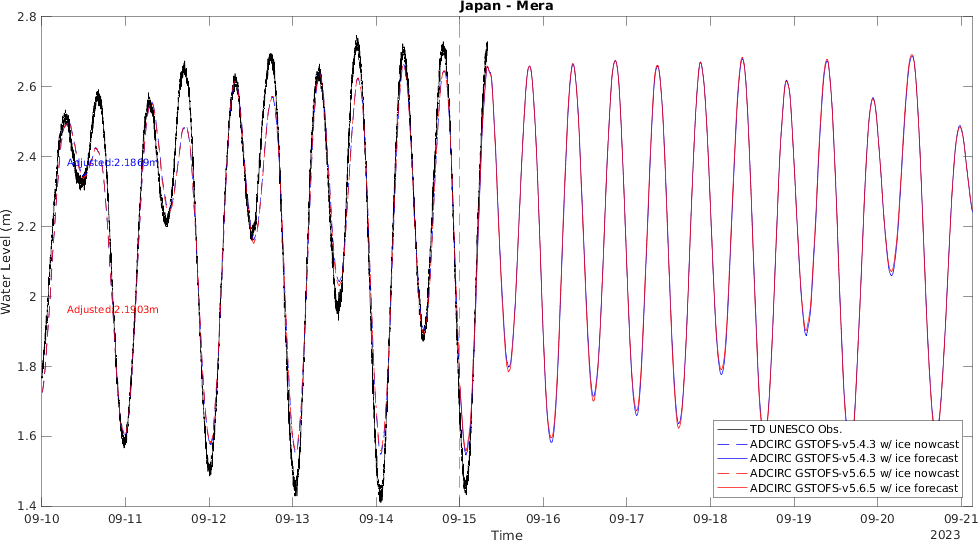 Japan - Mera
2.8
2.6
2.4
2.2
2
1.8
1.6
1.4
Water Level (m)
Adjusted:2.1869m
Adjusted:2.1903m
TD UNESCO Obs.
ADCIRC GSTOFS-v5.4.3 w/ ice nowcast
ADCIRC GSTOFS-v5.4.3 w/ ice forecast
ADCIRC GSTOFS-v5.6.5 w/ ice nowcast
ADCIRC GSTOFS-v5.6.5 w/ ice forecast
09-10 09-11 09-12 09-13 09-14 09-15 09-16 09-17 09-18 09-19 09-20 09-21
Time
2023